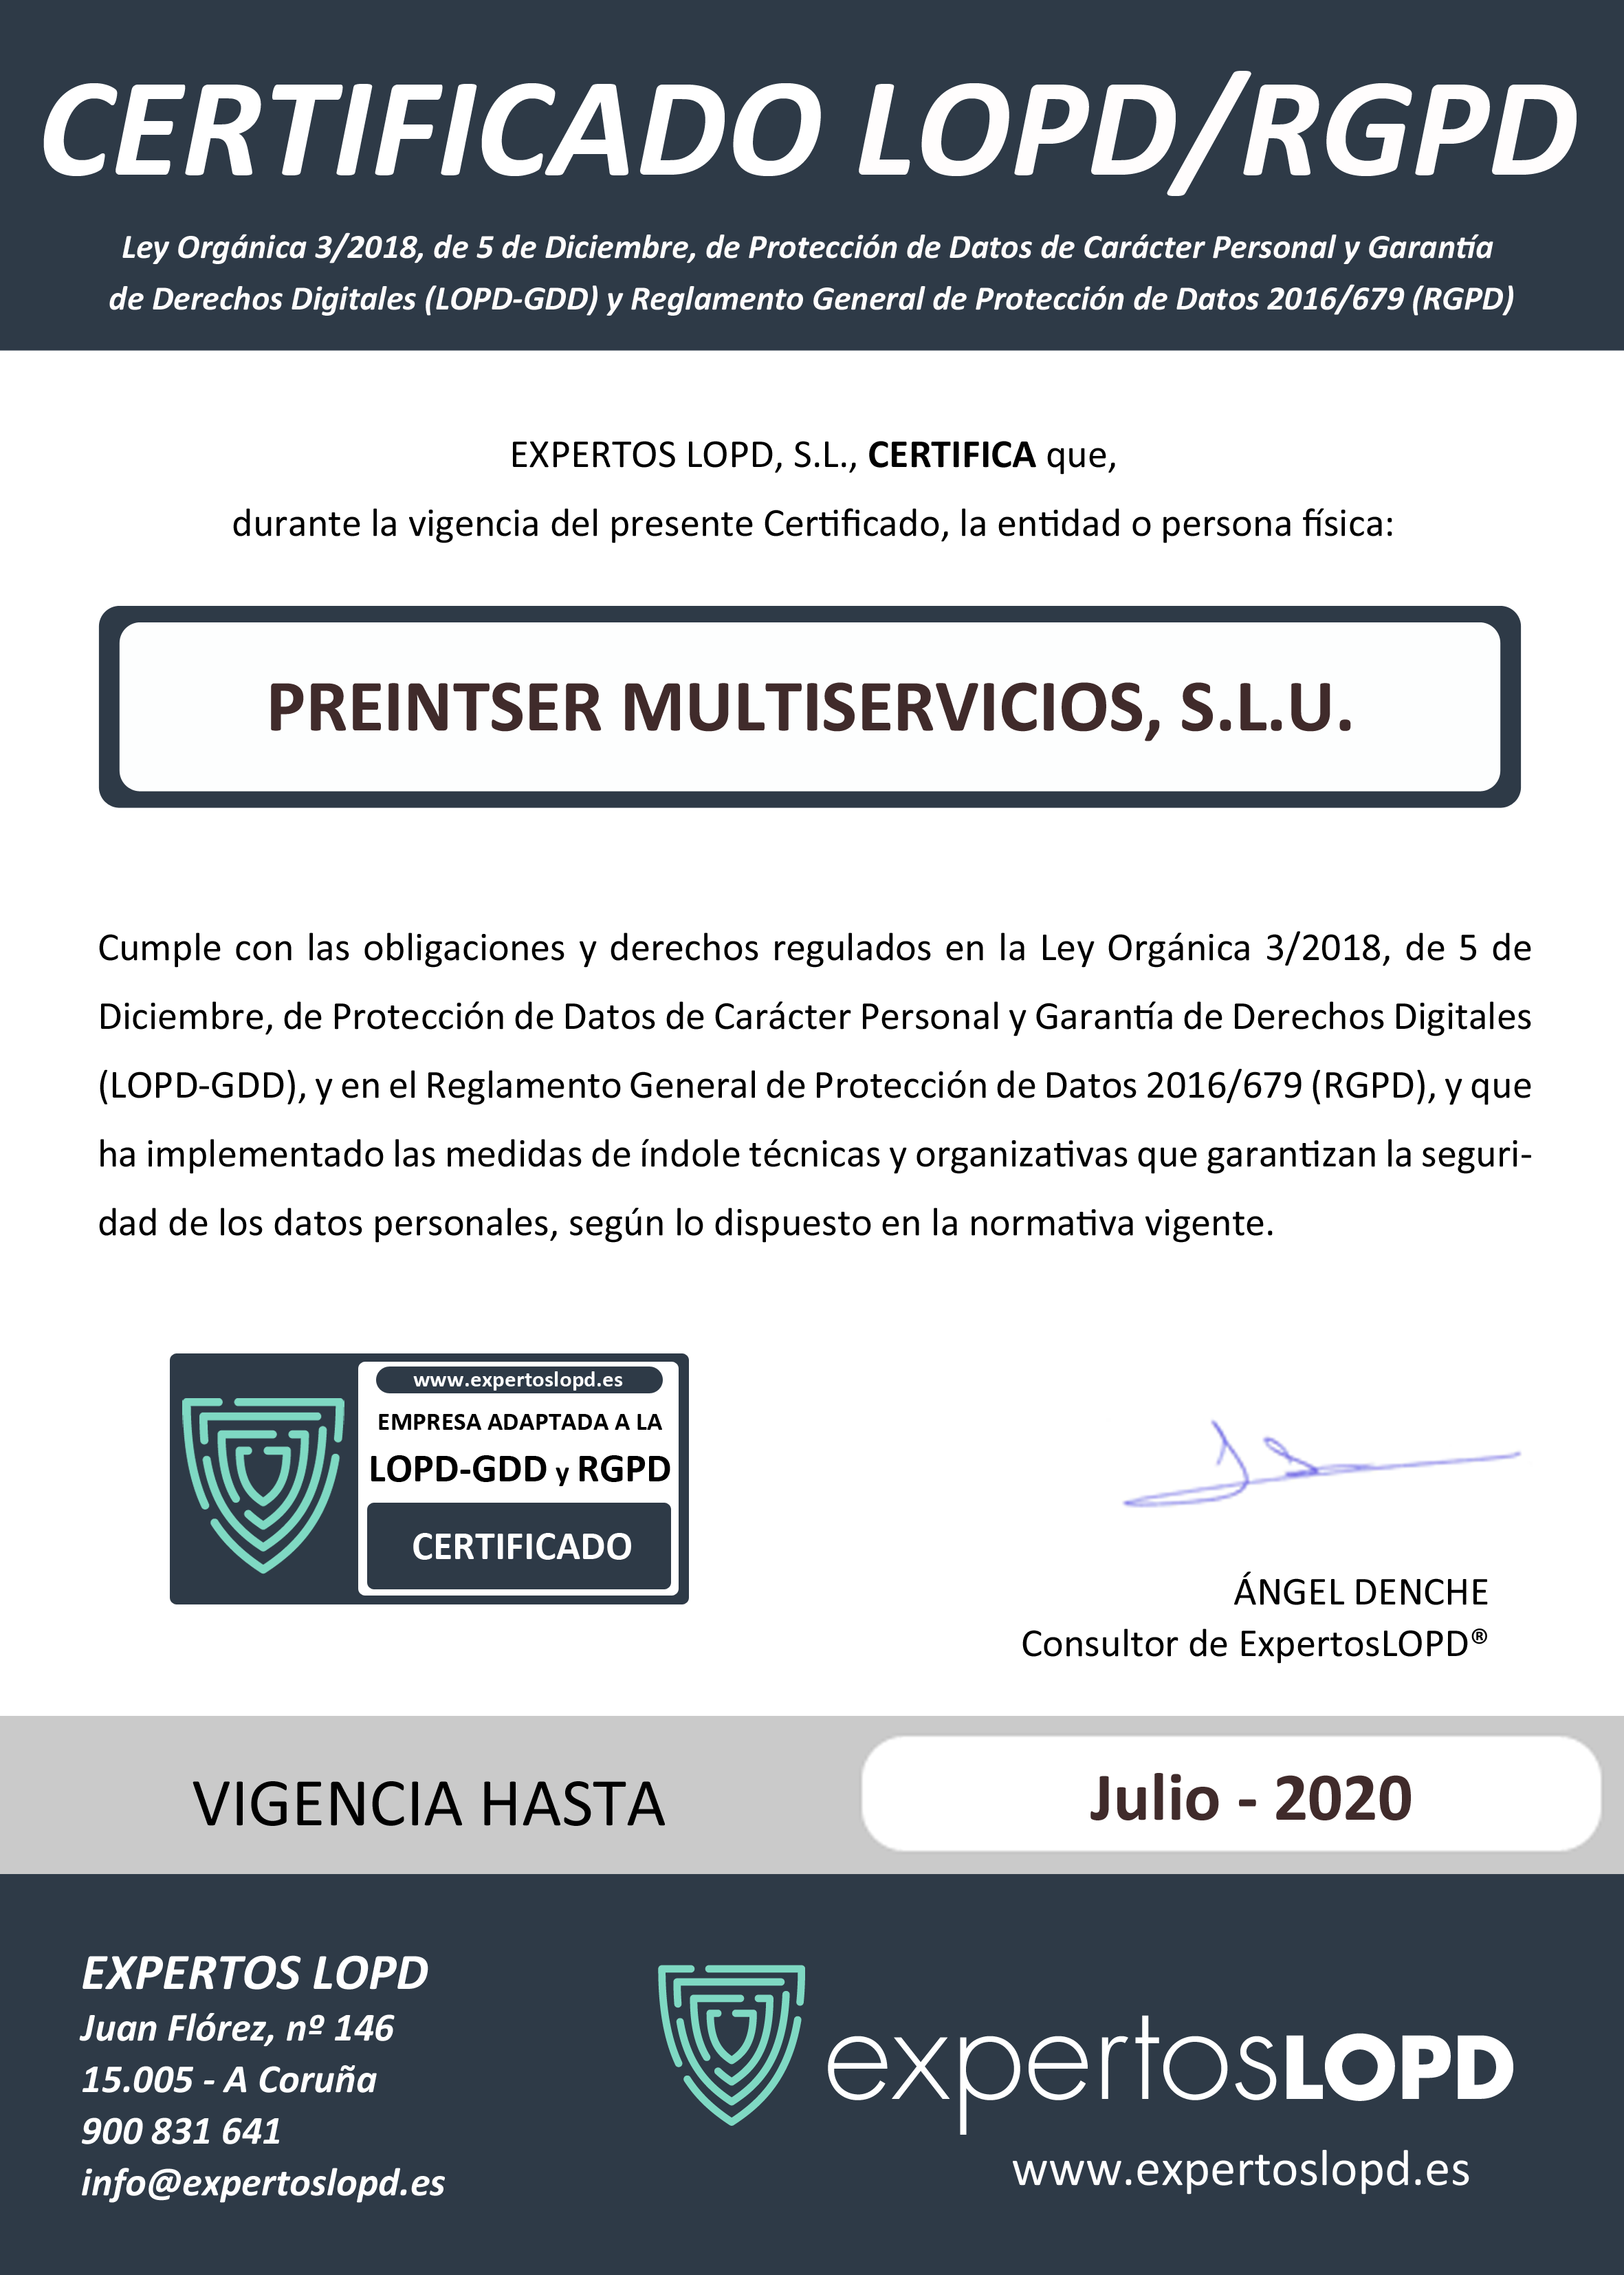 CERTIFICADO LOPD/RGPD
Ley Orgánica 3/2018, de 5 de Diciembre, de Protección de Datos de Carácter Personal y Garantía
de Derechos Digitales (LOPD-GDD) y Reglamento General de Protección de Datos 2016/679 (RGPD)
EXPERTOS LOPD, S.L., CERTIFICA que,
durante la vigencia del presente Certificado, la entidad o persona física:
PREINTSER MULTISERVICIOS, S.L.U.
Cumple con las obligaciones y derechos regulados en la Ley Orgánica 3/2018, de 5 de
Diciembre, de Protección de Datos de Carácter Personal y Garantía de Derechos Digitales
(LOPD-GDD), y en el Reglamento General de Protección de Datos 2016/679 (RGPD), y que
ha implementado las medidas de índole técnicas y organizativas que garantizan la seguri-
dad de los datos personales, según lo dispuesto en la normativa vigente.
www.expertoslopd.es
EMPRESA ADAPTADA A LA
LOPD-GDD y RGPD
CERTIFICADO
ÁNGEL DENCHE
Consultor de ExpertosLOPD®
VIGENCIA HASTA
Julio - 2020
EXPERTOS LOPD
Juan Flórez, nº 146
15.005 - A Coruña
900 831 641
info@expertoslopd.es
expertosLOPD
www.expertoslopd.es